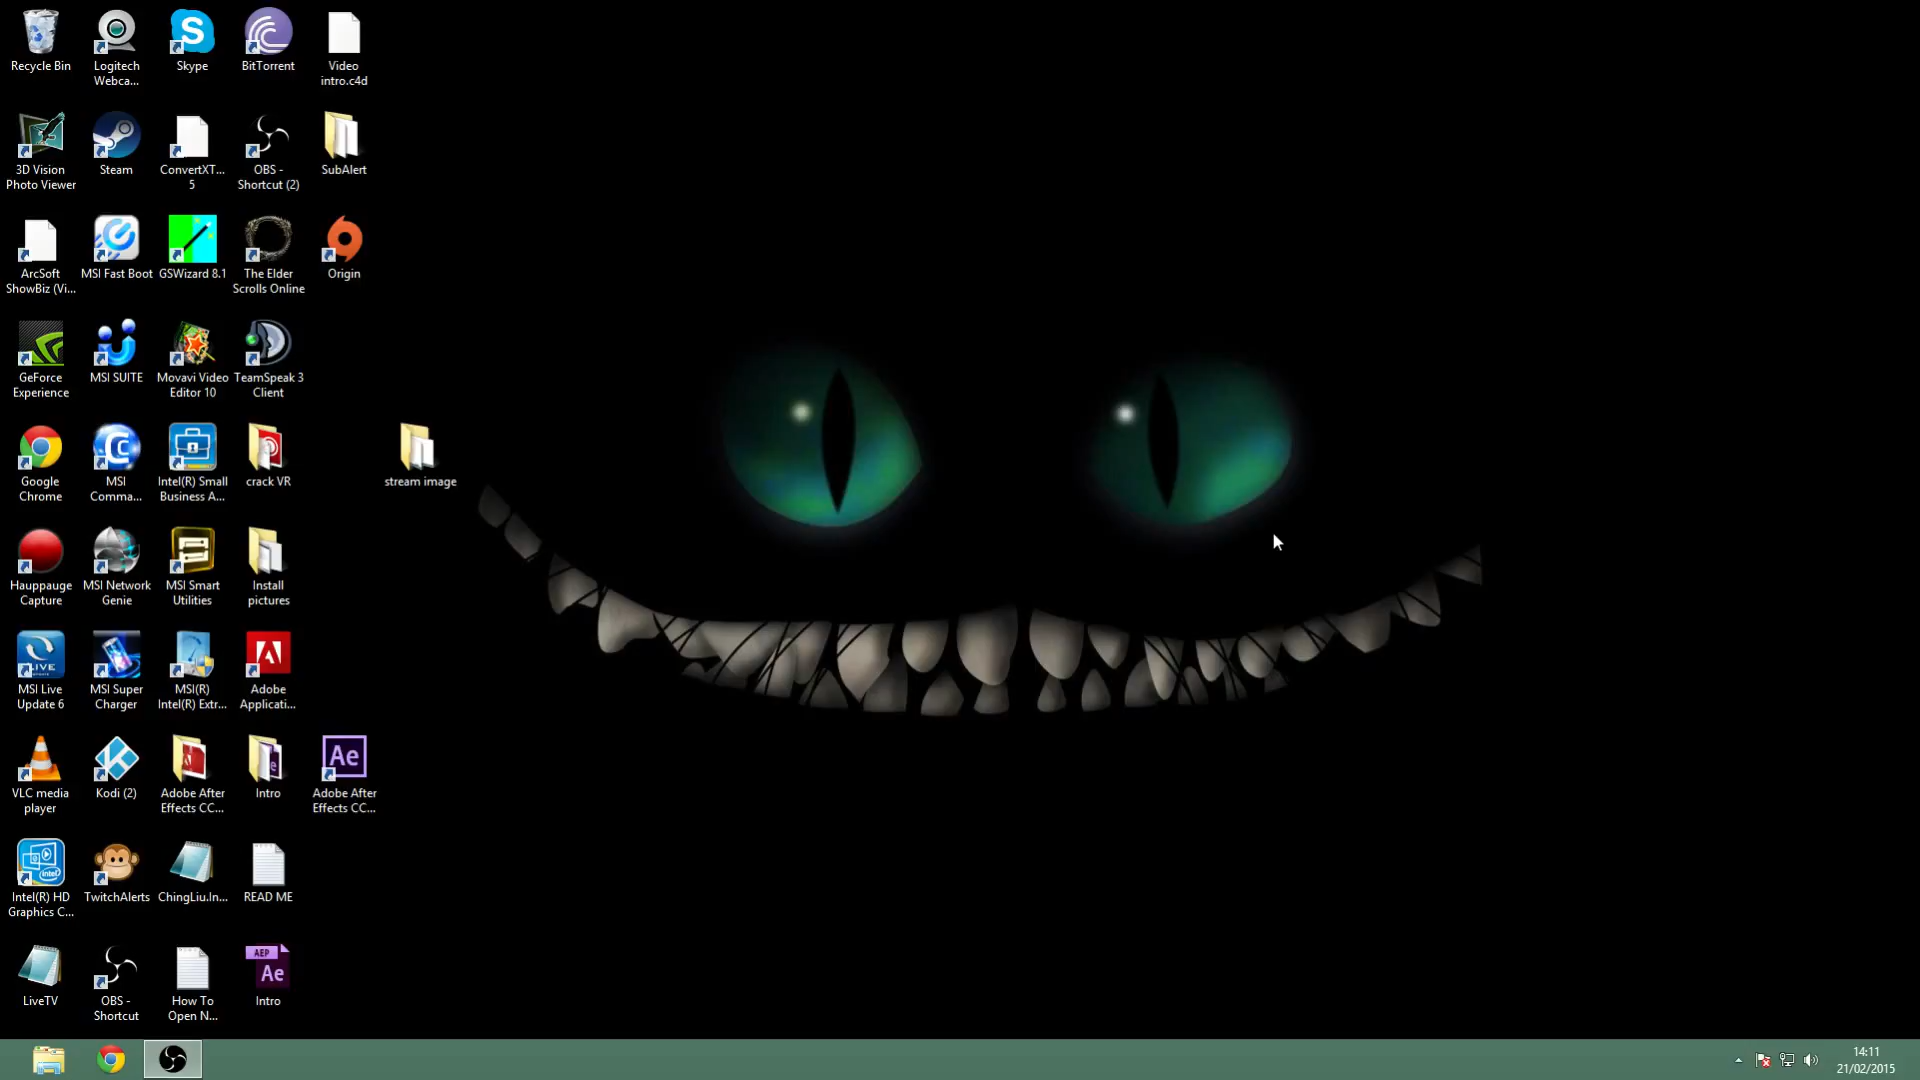 Recycle Bin
Logitech
Webca...
Skype
BitTorrent
Video
intro.c4d
3D Vision
Photo Viewer
Steam
ConvertXT...
5
OBS -
Shortcut (2)
SubAlert
ArcSoft
ShowBiz (Vi...
MSI Fast Boot
GSWizard 8.1
The Elder
Scrolls Online
Origin
GeForce
Experience
MSI SUITE
Movavi Video
Editor 10
TeamSpeak 3
Client
Google
Chrome
MSI
Comma...
Intel(R) Small
Business A...
crack VR
stream image
Hauppauge
Capture
MSI Network
Genie
MSI Smart
Utilities
Install
pictures
LIVE
MSI Live
Update 6
MSI Super
Charger
MSI(R)
Intel(R) Extr...
Adobe
Applicati...
VLC media
player
Kodi (2)
Adobe After
Effects CC...
Intro
Ae
Adobe After
Effects CC...
intel
Intel(R) HD
Graphics C...
TwitchAlerts
ChingLiu.In...
READ ME
LiveTV
OBS -
Shortcut
How To
Open N...
AEP
Ae
Intro
14:11
21/02/2015